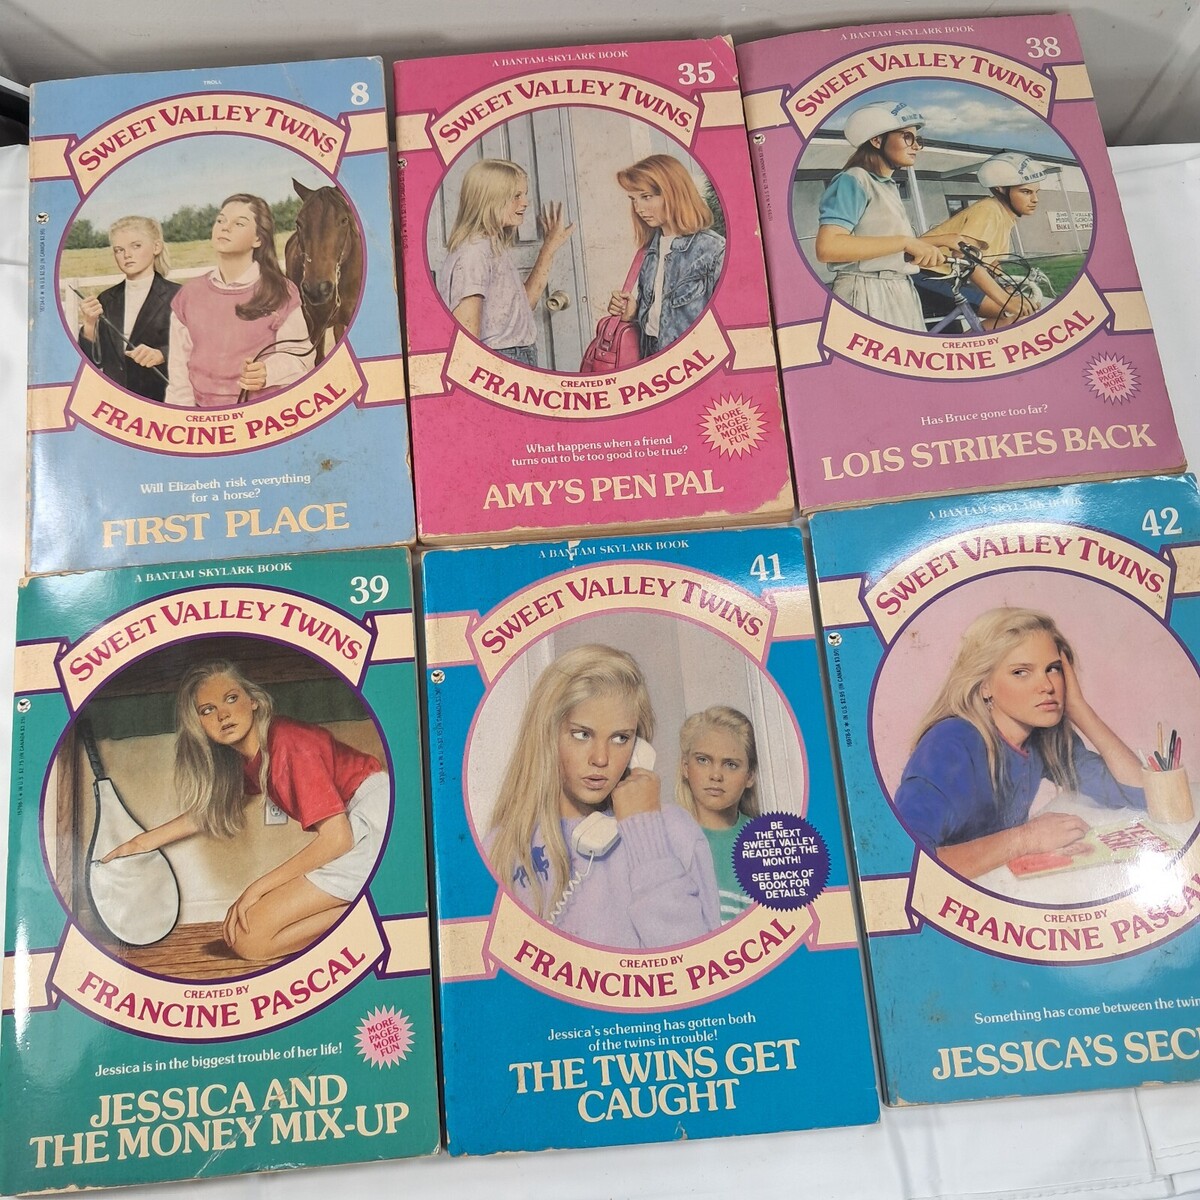 TROLL
8
SWEET VALLEY TWINS
CREATED BY
FRANCINE PASCAL
Will Elizabeth risk everything
for a horse?
FIRST PLACE
A BANTAM SKYLARK BOOK
35
SWEET VALLEY TWINS
CREATED BY
FRANCINE PASCAL
What happens when a friend
turns out to be too good to be true?
MORE
PAGES,
MORE
FUN
AMY'S PEN PAL
A BANTAM SKYLARK BOOK
38
SWEET VALLEY TWINS
CREATED BY
FRANCINE PASCAL
MORE
PAGES,
MORE
FUN
Has Bruce gone too far?
LOIS STRIKES BACK
A BANTAM SKYLARK BOOK
39
SWEET VALLEY TWINS
CREATED BY
FRANCINE PASCAL
MORE
PAGES,
MORE
FUN
Jessica is in the biggest trouble of her life!
JESSICA AND
THE MONEY MIX-UP
A BANTAM SKYLARK BOOK
41
SWEET VALLEY TWINS
BE
THE NEXT
SWEET VALLEY
READER OF THE
MONTH!
SEE BACK OF
BOOK FOR
DETAILS.
CREATED BY
FRANCINE PASCAL
Jessica's scheming has gotten both
of the twins in trouble!
THE TWINS GET
CAUGHT
A BANTAM SKYLARK BOOK
42
SWEET VALLEY TWINS
CREATED BY
FRANCINE PASCA
Something has come between the twin
JESSICA'S SEC